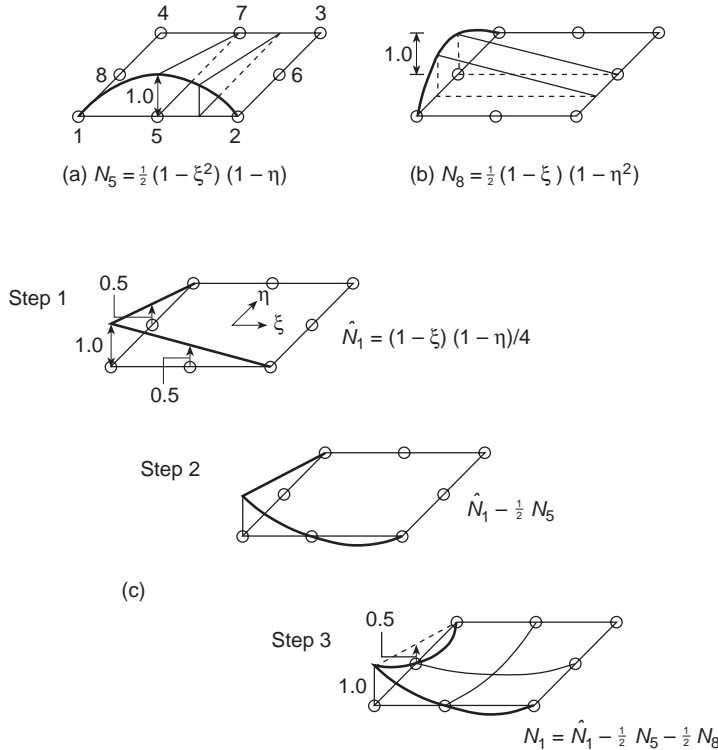 4 7 3
8 6
1.0
1 5 2
(a) N₅ = ½ (1 – ξ²) (1 – η)
1.0
(b) N₈ = ½ (1 – ξ ) (1 – η²)
Step 1
0.5
1.0
0.5
η
ξ
N̂₁ = (1 – ξ) (1 – η)/4
Step 2
N̂₁ – ½ N₅
(c)
Step 3
0.5
1.0
N₁ = N̂₁ – ½ N₅ – ½ N₈